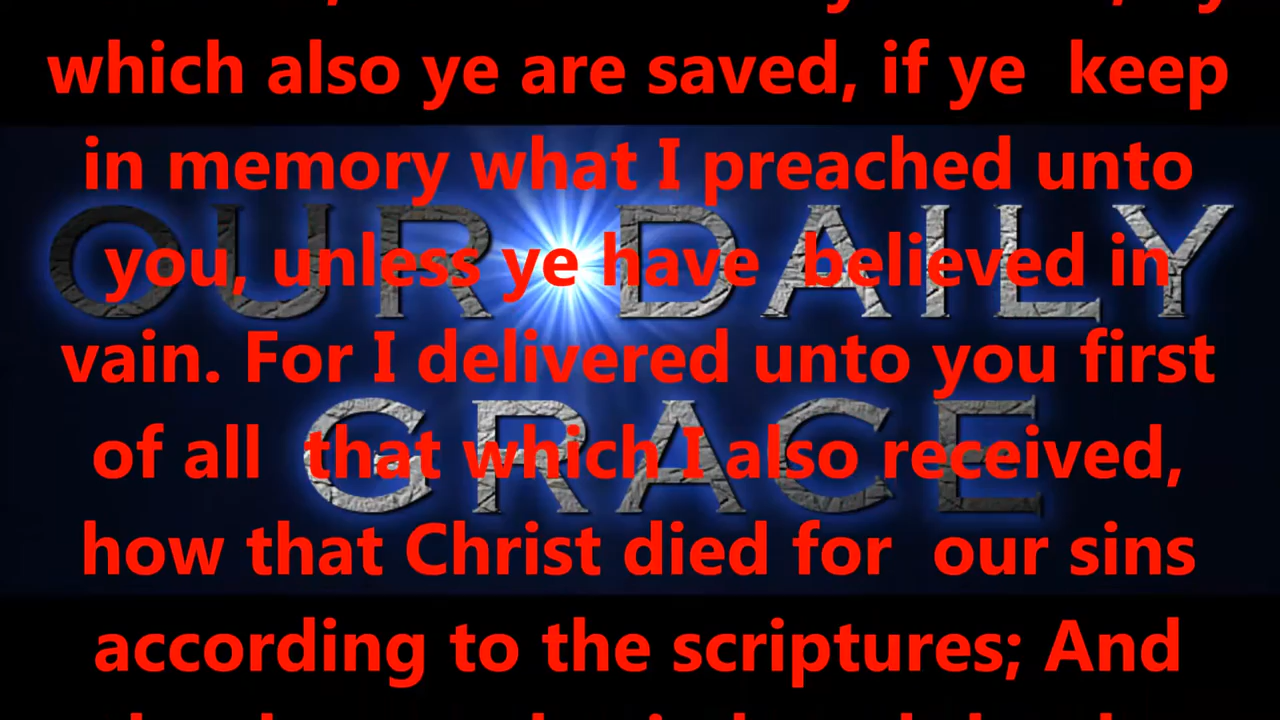 which also ye are saved, if ye keep
in memory what I preached unto
you, unless ye have believed in
vain. For I delivered unto you first
of all that which I also received,
how that Christ died for our sins
according to the scriptures; And
OUR DAILY
GRACE